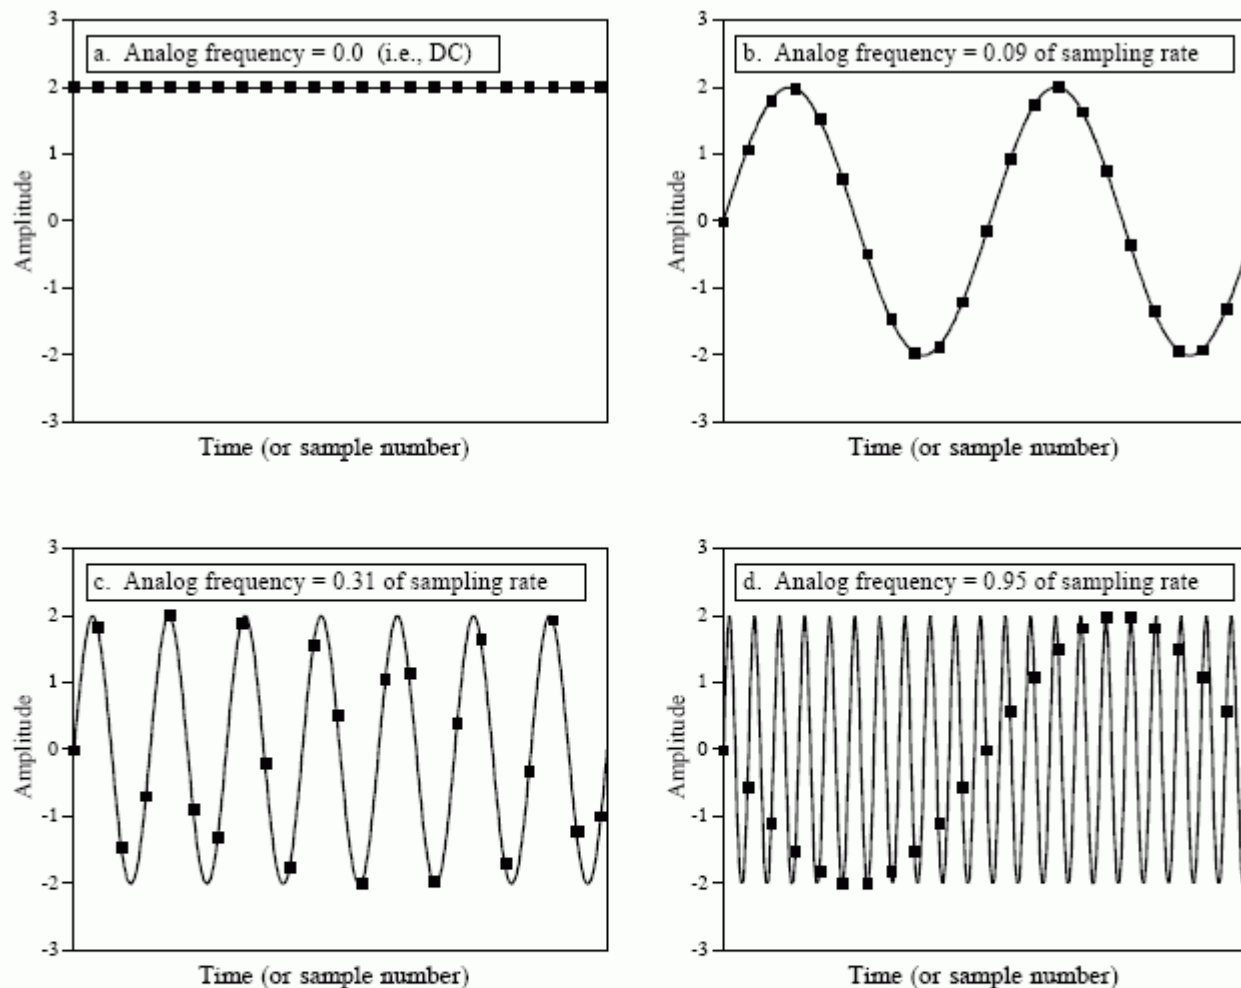 3
a. Analog frequency = 0.0 (i.e., DC)
2
1
0
-1
-2
-3
Amplitude
Time (or sample number)
3
b. Analog frequency = 0.09 of sampling rate
2
1
0
-1
-2
-3
Amplitude
Time (or sample number)
3
c. Analog frequency = 0.31 of sampling rate
2
1
0
-1
-2
-3
Amplitude
Time (or sample number)
3
d. Analog frequency = 0.95 of sampling rate
2
1
0
-1
-2
-3
Amplitude
Time (or sample number)